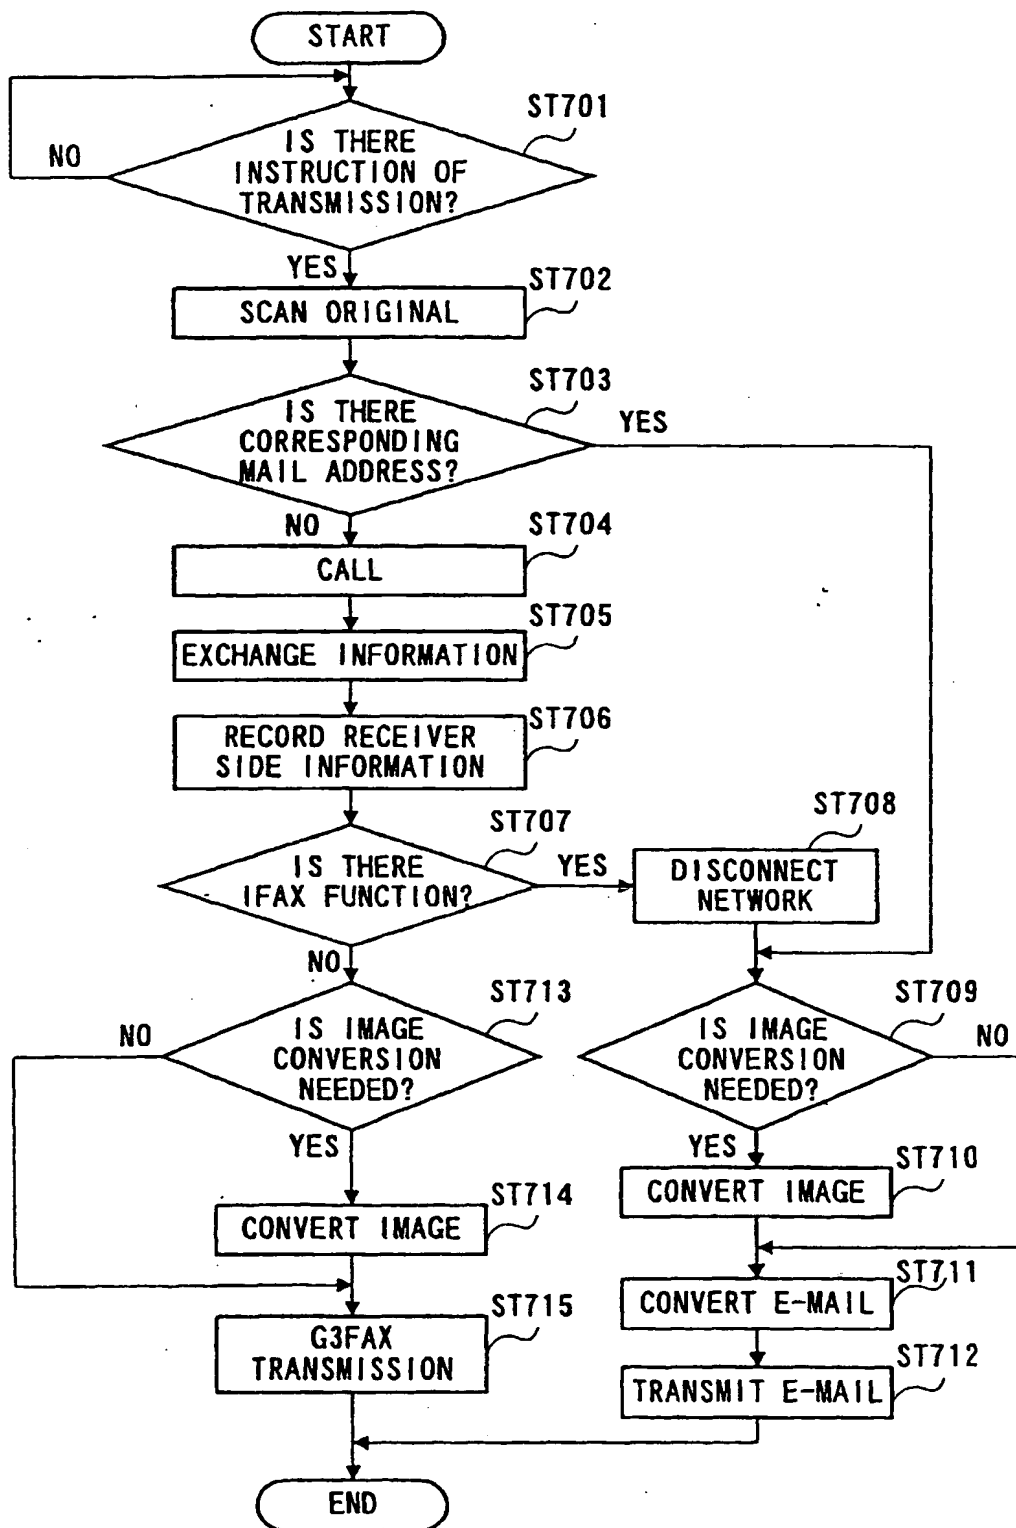 START
ST701
IS THERE
INSTRUCTION OF
TRANSMISSION?
NO
YES
ST702
SCAN ORIGINAL
ST703
IS THERE
CORRESPONDING
MAIL ADDRESS?
YES
NO
ST704
CALL
ST705
EXCHANGE INFORMATION
ST706
RECORD RECEIVER
SIDE INFORMATION
ST707
IS THERE
IFAX FUNCTION?
YES
ST708
DISCONNECT
NETWORK
NO
ST713
IS IMAGE
CONVERSION
NEEDED?
NO
YES
ST709
IS IMAGE
CONVERSION
NEEDED?
NO
YES
ST710
CONVERT IMAGE
ST714
CONVERT IMAGE
ST711
CONVERT E-MAIL
ST715
G3FAX
TRANSMISSION
ST712
TRANSMIT E-MAIL
END